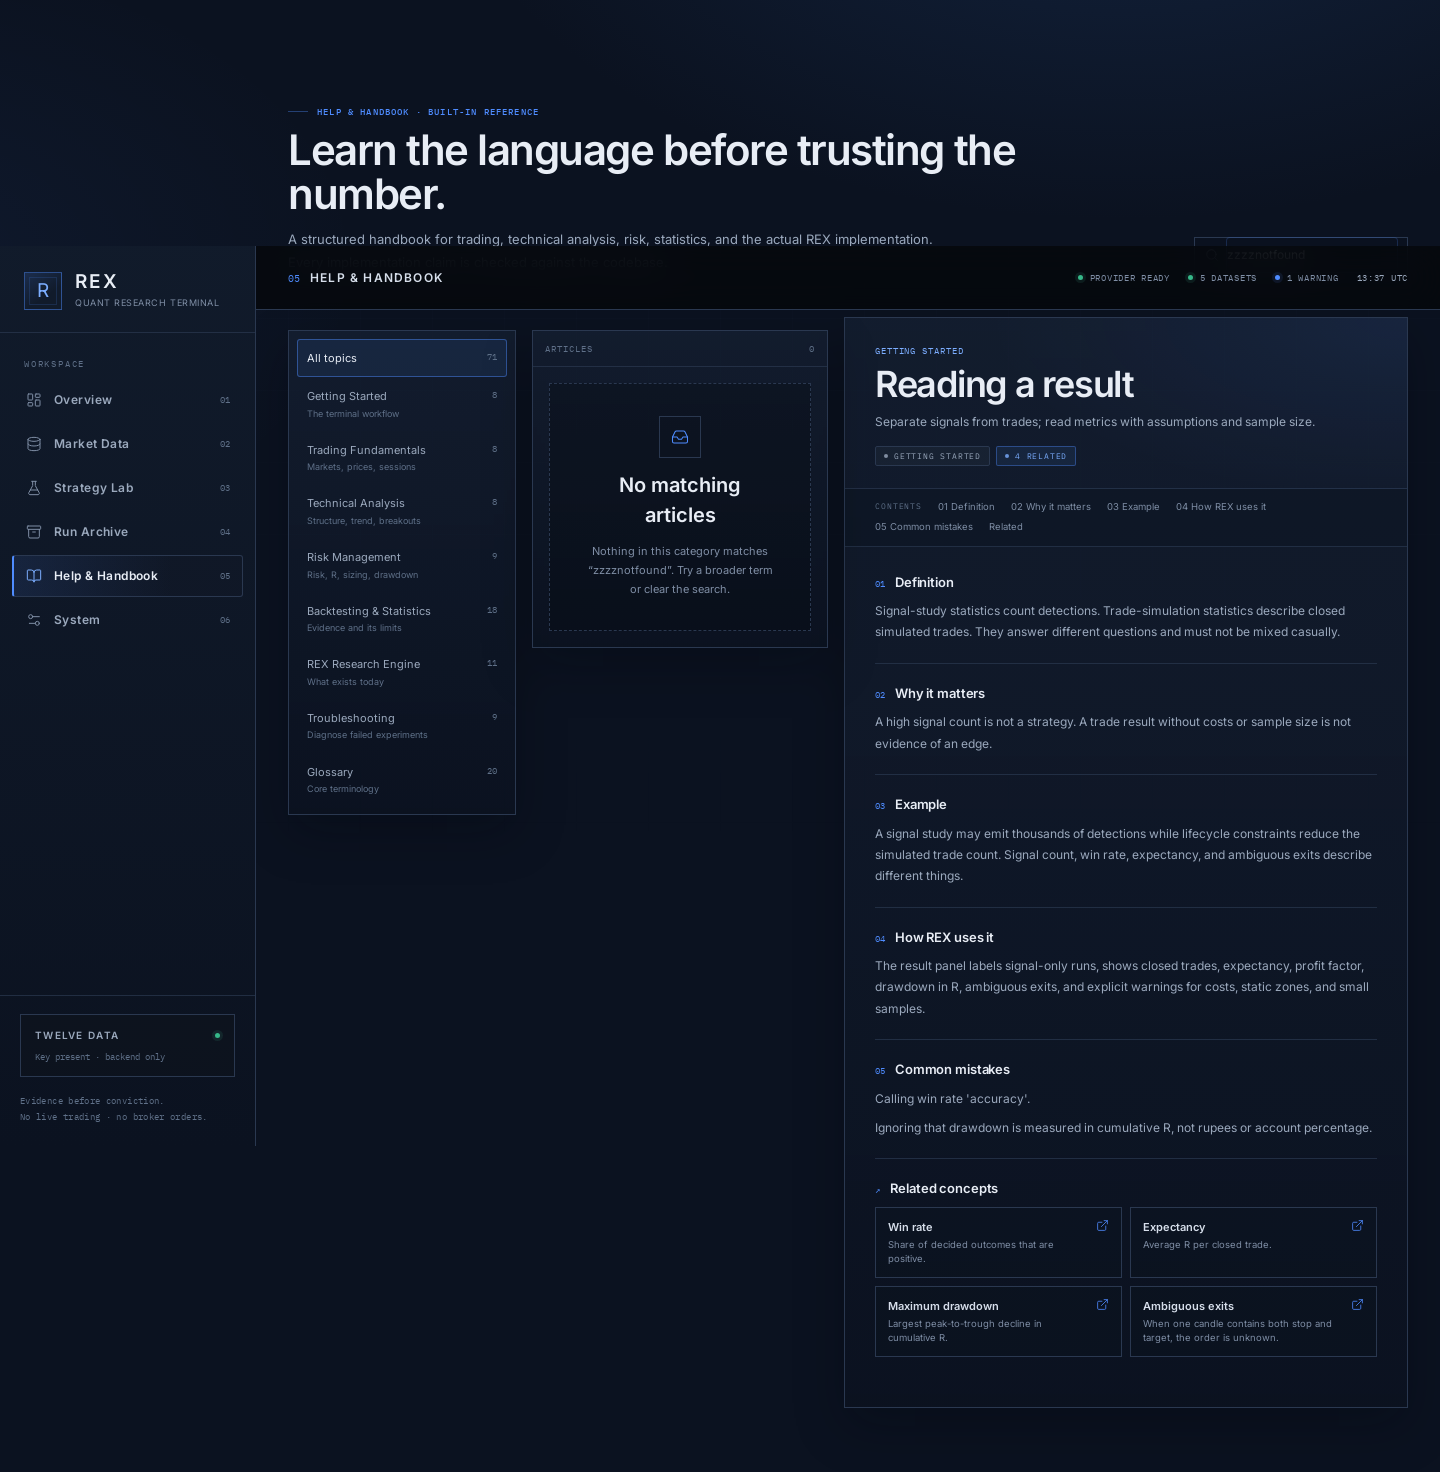 HELP & HANDBOOK · BUILT-IN REFERENCE
Learn the language before trusting the
number.
A structured handbook for trading, technical analysis, risk, statistics, and the actual REX implementation.
zzzznotfound
R
REX
QUANT RESEARCH TERMINAL
05 HELP & HANDBOOK
PROVIDER READY
5 DATASETS
1 WARNING
13:37 UTC
WORKSPACE
Overview 01
Market Data 02
Strategy Lab 03
Run Archive 04
Help & Handbook 05
System 06
TWELVE DATA
Key present · backend only
Evidence before conviction.
No live trading · no broker orders.
All topics 71
Getting Started 8
The terminal workflow
Trading Fundamentals 8
Markets, prices, sessions
Technical Analysis 8
Structure, trend, breakouts
Risk Management 9
Risk, R, sizing, drawdown
Backtesting & Statistics 18
Evidence and its limits
REX Research Engine 11
What exists today
Troubleshooting 9
Diagnose failed experiments
Glossary 20
Core terminology
ARTICLES 0
No matching
articles
Nothing in this category matches
“zzzznotfound”. Try a broader term
or clear the search.
GETTING STARTED
Reading a result
Separate signals from trades; read metrics with assumptions and sample size.
GETTING STARTED
4 RELATED
CONTENTS 01 Definition 02 Why it matters 03 Example 04 How REX uses it
05 Common mistakes Related
01 Definition
Signal-study statistics count detections. Trade-simulation statistics describe closed
simulated trades. They answer different questions and must not be mixed casually.
02 Why it matters
A high signal count is not a strategy. A trade result without costs or sample size is not
evidence of an edge.
03 Example
A signal study may emit thousands of detections while lifecycle constraints reduce the
simulated trade count. Signal count, win rate, expectancy, and ambiguous exits describe
different things.
04 How REX uses it
The result panel labels signal-only runs, shows closed trades, expectancy, profit factor,
drawdown in R, ambiguous exits, and explicit warnings for costs, static zones, and small
samples.
05 Common mistakes
Calling win rate 'accuracy'.
Ignoring that drawdown is measured in cumulative R, not rupees or account percentage.
↗ Related concepts
Win rate
Share of decided outcomes that are
positive.
Expectancy
Average R per closed trade.
Maximum drawdown
Largest peak-to-trough decline in
cumulative R.
Ambiguous exits
When one candle contains both stop and
target, the order is unknown.